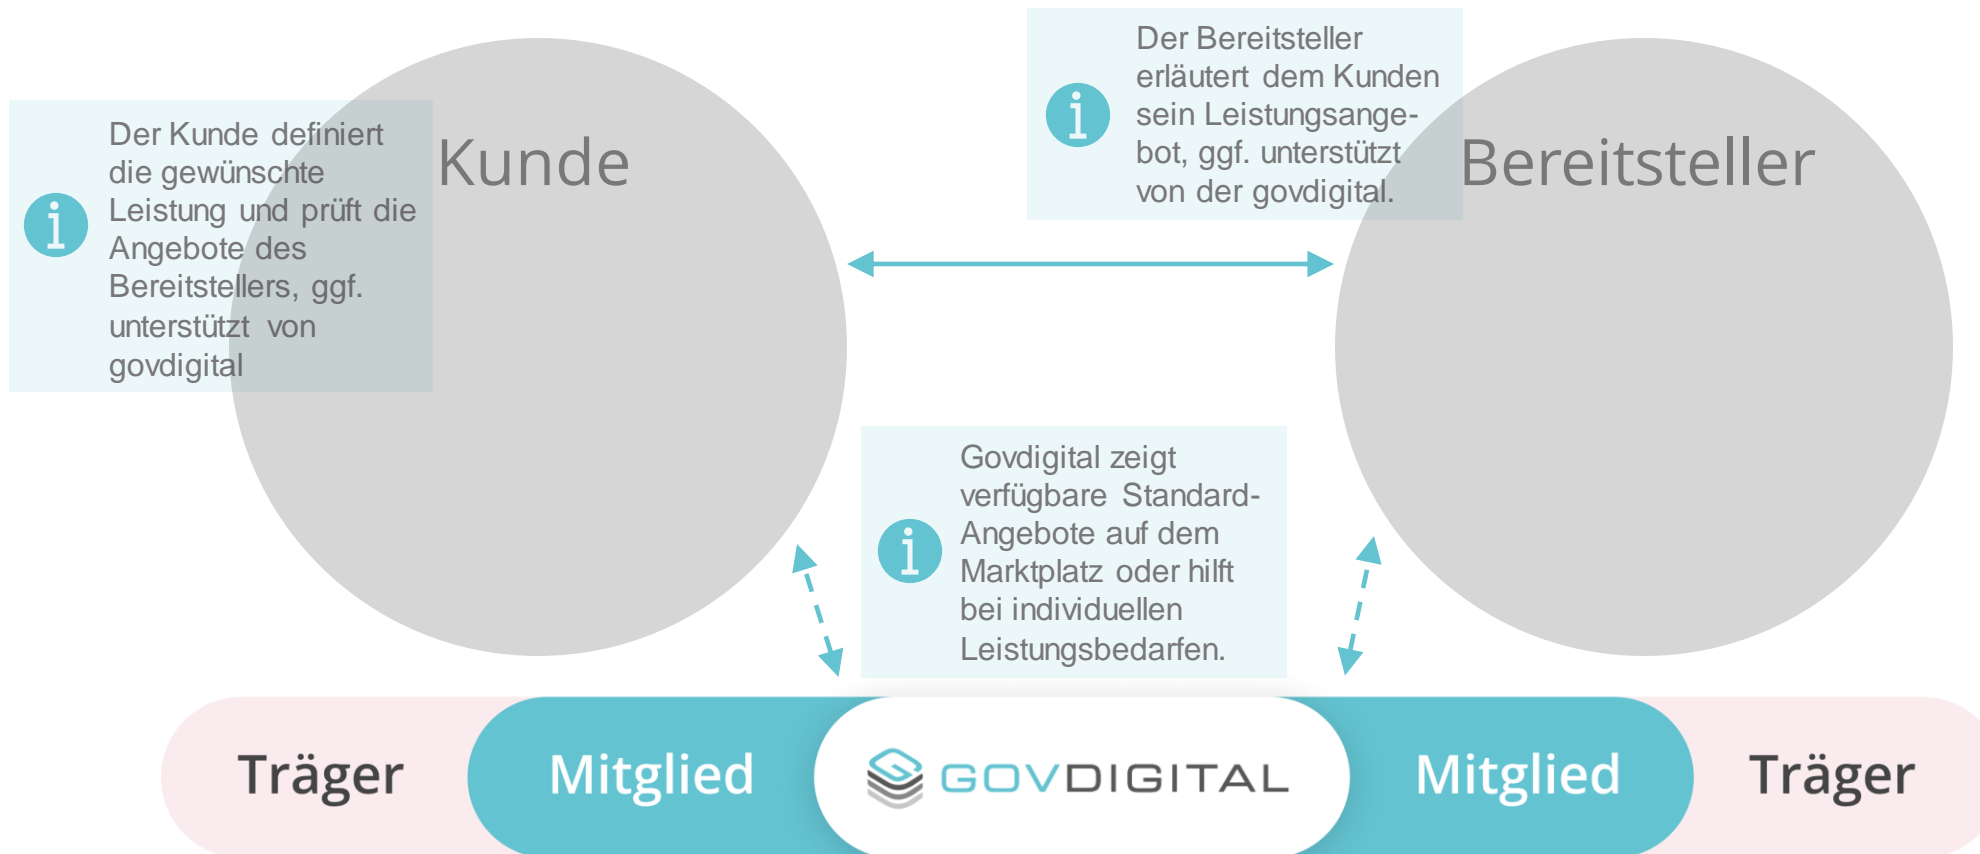 Kunde
Der Kunde definiert
die gewünschte
Leistung und prüft die
Angebote des
Bereitstellers, ggf.
unterstützt von
govdigital
Der Bereitsteller
erläutert dem Kunden
sein Leistungsange-
bot, ggf. unterstützt
von der govdigital.
Bereitsteller
Govdigital zeigt
verfügbare Standard-
Angebote auf dem
Marktplatz oder hilft
bei individuellen
Leistungsbedarfen.
Träger
Mitglied
GOVDIGITAL
Mitglied
Träger